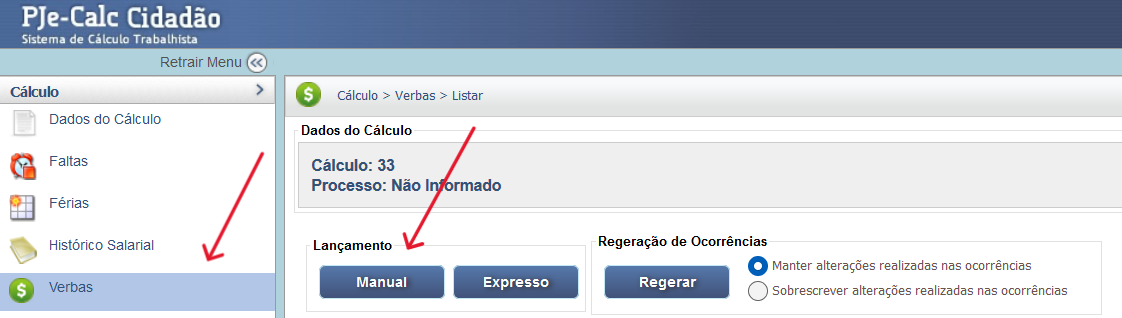 PJe-Calc Cidadão
Sistema de Cálculo Trabalhista
Retrair Menu
Cálculo
Dados do Cálculo
Faltas
Férias
Histórico Salarial
Verbas
Cálculo > Verbas > Listar
Dados do Cálculo
Cálculo: 33
Processo: Não Informado
Lançamento
Manual
Expresso
Regeração de Ocorrências
Regerar
Manter alterações realizadas nas ocorrências
Sobrescrever alterações realizadas nas ocorrências